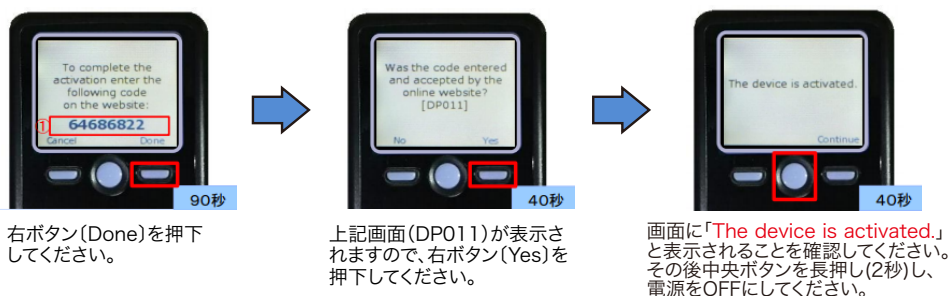 To complete the
activation enter the
following code
on the website:
① 64686822
Cancel Done
90秒
右ボタン〔Done〕を押下
してください。
Was the code entered
and accepted by the
online website?
[DP011]
No Yes
40秒
上記画面(DP011)が表示さ
れますので、右ボタン〔Yes〕を
押下してください。
The device is activated.
Continue
40秒
画面に「The device is activated.」
と表示されることを確認してください。
その後中央ボタンを長押し(2秒)し、
電源をOFFにしてください。